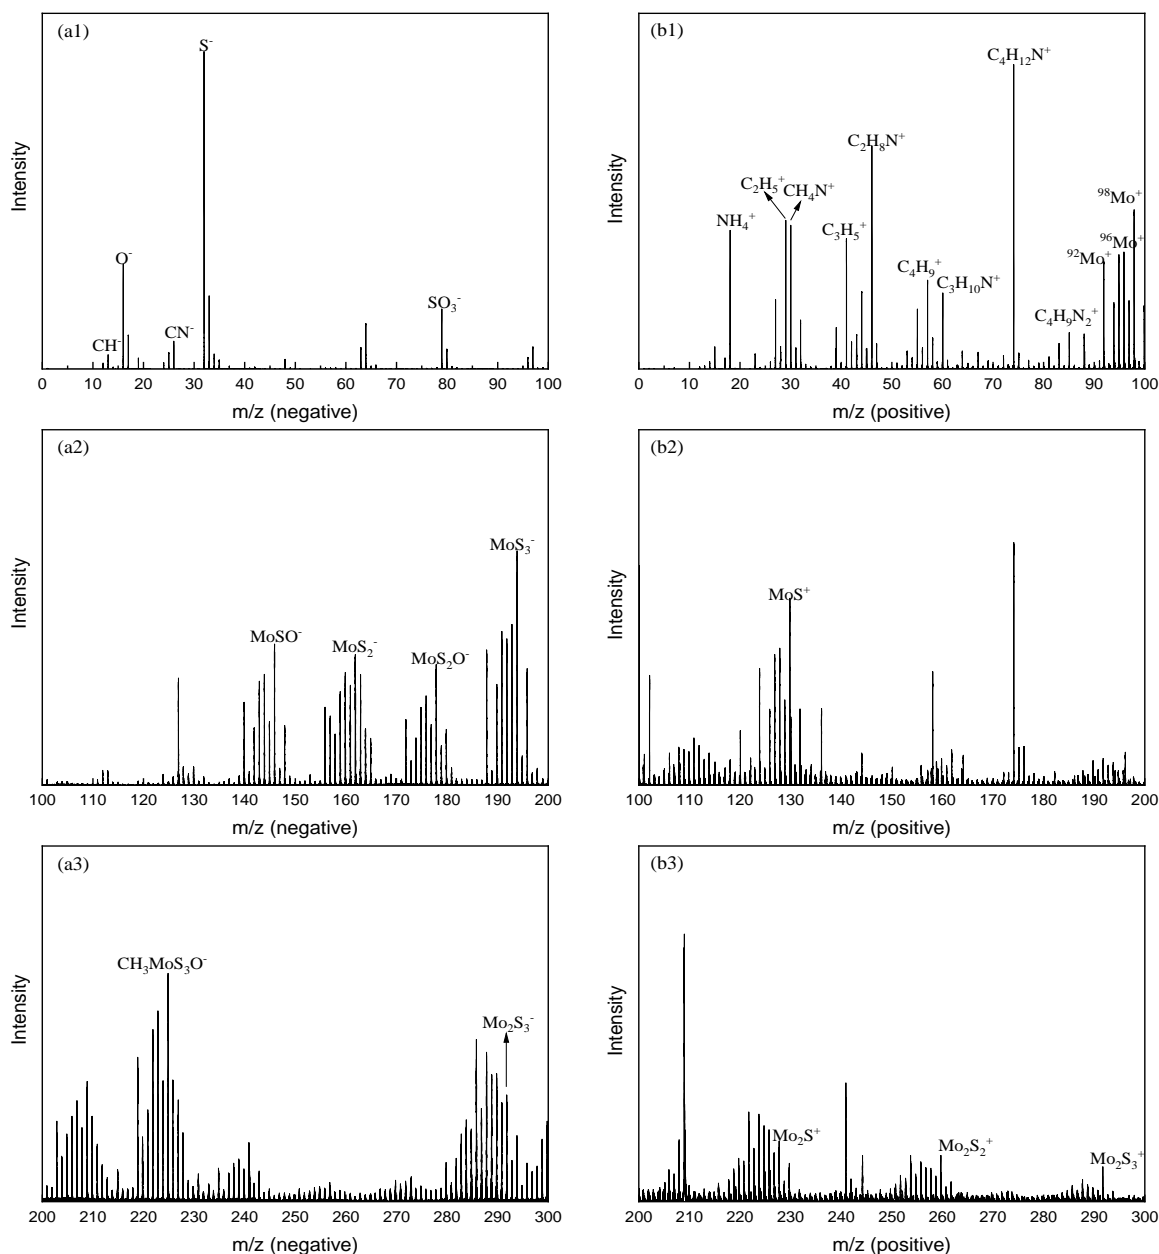 (a1)
S⁻
O⁻
CH⁻
CN⁻
SO₃⁻
Intensity
0 10 20 30 40 50 60 70 80 90 100
m/z (negative)
(b1)
C₄H₁₂N⁺
C₂H₈N⁺
C₂H₅⁺
CH₄N⁺
NH₄⁺
C₃H₅⁺
⁹⁸Mo⁺
⁹⁶Mo⁺
⁹²Mo⁺
C₄H₉⁺
C₃H₁₀N⁺
C₄H₉N₂⁺
Intensity
0 10 20 30 40 50 60 70 80 90 100
m/z (positive)
(a2)
MoS₃⁻
MoSO⁻
MoS₂⁻
MoS₂O⁻
Intensity
100 110 120 130 140 150 160 170 180 190 200
m/z (negative)
(b2)
MoS⁺
Intensity
100 110 120 130 140 150 160 170 180 190 200
m/z (positive)
(a3)
CH₃MoS₃O⁻
Mo₂S₃⁻
Intensity
200 210 220 230 240 250 260 270 280 290 300
m/z (negative)
(b3)
Mo₂S⁺
Mo₂S₂⁺
Mo₂S₃⁺
Intensity
200 210 220 230 240 250 260 270 280 290 300
m/z (positive)